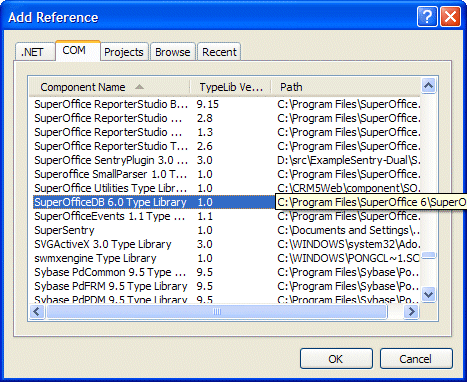 Add Reference
.NET COM Projects Browse Recent
Component Name TypeLib Ve... Path
SuperOffice ReporterStudio B... 9.15 C:\Program Files\SuperOffice...
SuperOffice ReporterStudio D... 2.8 C:\Program Files\SuperOffice...
SuperOffice ReporterStudio E... 1.3 C:\Program Files\SuperOffice...
SuperOffice ReporterStudio T... 2.6 C:\Program Files\SuperOffice...
SuperOffice SentryPlugin 3.0 ... 3.0 D:\src\ExampleSentry-Dual\S...
Superoffice SmallParser 1.0 T... 1.0 C:\Program Files\SuperOffice...
SuperOffice Utilities Type Libr... 1.0 C:\CRM5Web\component\SO...
SuperOfficeDB 6.0 Type Library 1.0 C:\Program Files\SuperOffice 6\SuperO
SuperOfficeEvents 1.1 Type ... 1.1 C:\Program Files\SuperOffice...
SuperSentry 1.0 C:\Documents and Settings\...
SVGActiveX 3.0 Type Library 3.0 C:\WINDOWS\system32\Ado...
swmxengine Type Library 1.0 C:\WINDOWS\PONGCL~1.SC
Sybase PdCommon 9.5 Type ... 9.5 C:\Program Files\Sybase\Po...
Sybase PdFRM 9.5 Type Library 9.5 C:\Program Files\Sybase\Po...
Sybase PdPDM 9.5 Type Library 9.5 C:\Program Files\Sybase\Po...
OK Cancel